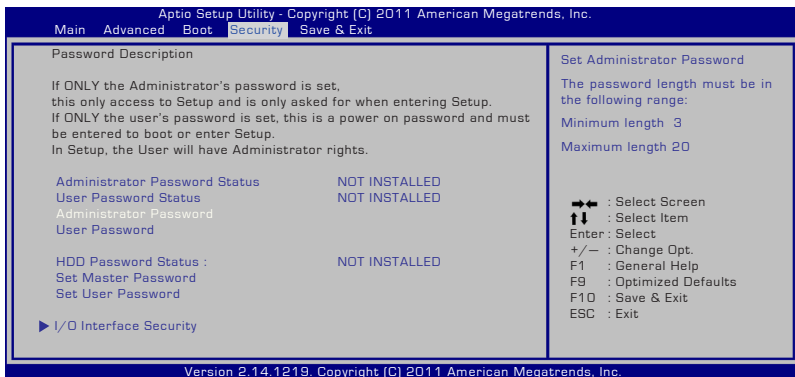 Aptio Setup Utility - Copyright (C) 2011 American Megatrends, Inc.
Main Advanced Boot Security Save & Exit
Password Description
If ONLY the Administrator's password is set,
this only access to Setup and is only asked for when entering Setup.
If ONLY the user's password is set, this is a power on password and must
be entered to boot or enter Setup.
In Setup, the User will have Administrator rights.
Administrator Password Status NOT INSTALLED
User Password Status NOT INSTALLED
Administrator Password
User Password
HDD Password Status : NOT INSTALLED
Set Master Password
Set User Password
I/O Interface Security
Set Administrator Password
The password length must be in
the following range:
Minimum length 3
Maximum length 20
: Select Screen
: Select Item
Enter : Select
+/− : Change Opt.
F1 : General Help
F9 : Optimized Defaults
F10 : Save & Exit
ESC : Exit
Version 2.14.1219. Copyright (C) 2011 American Megatrends, Inc.